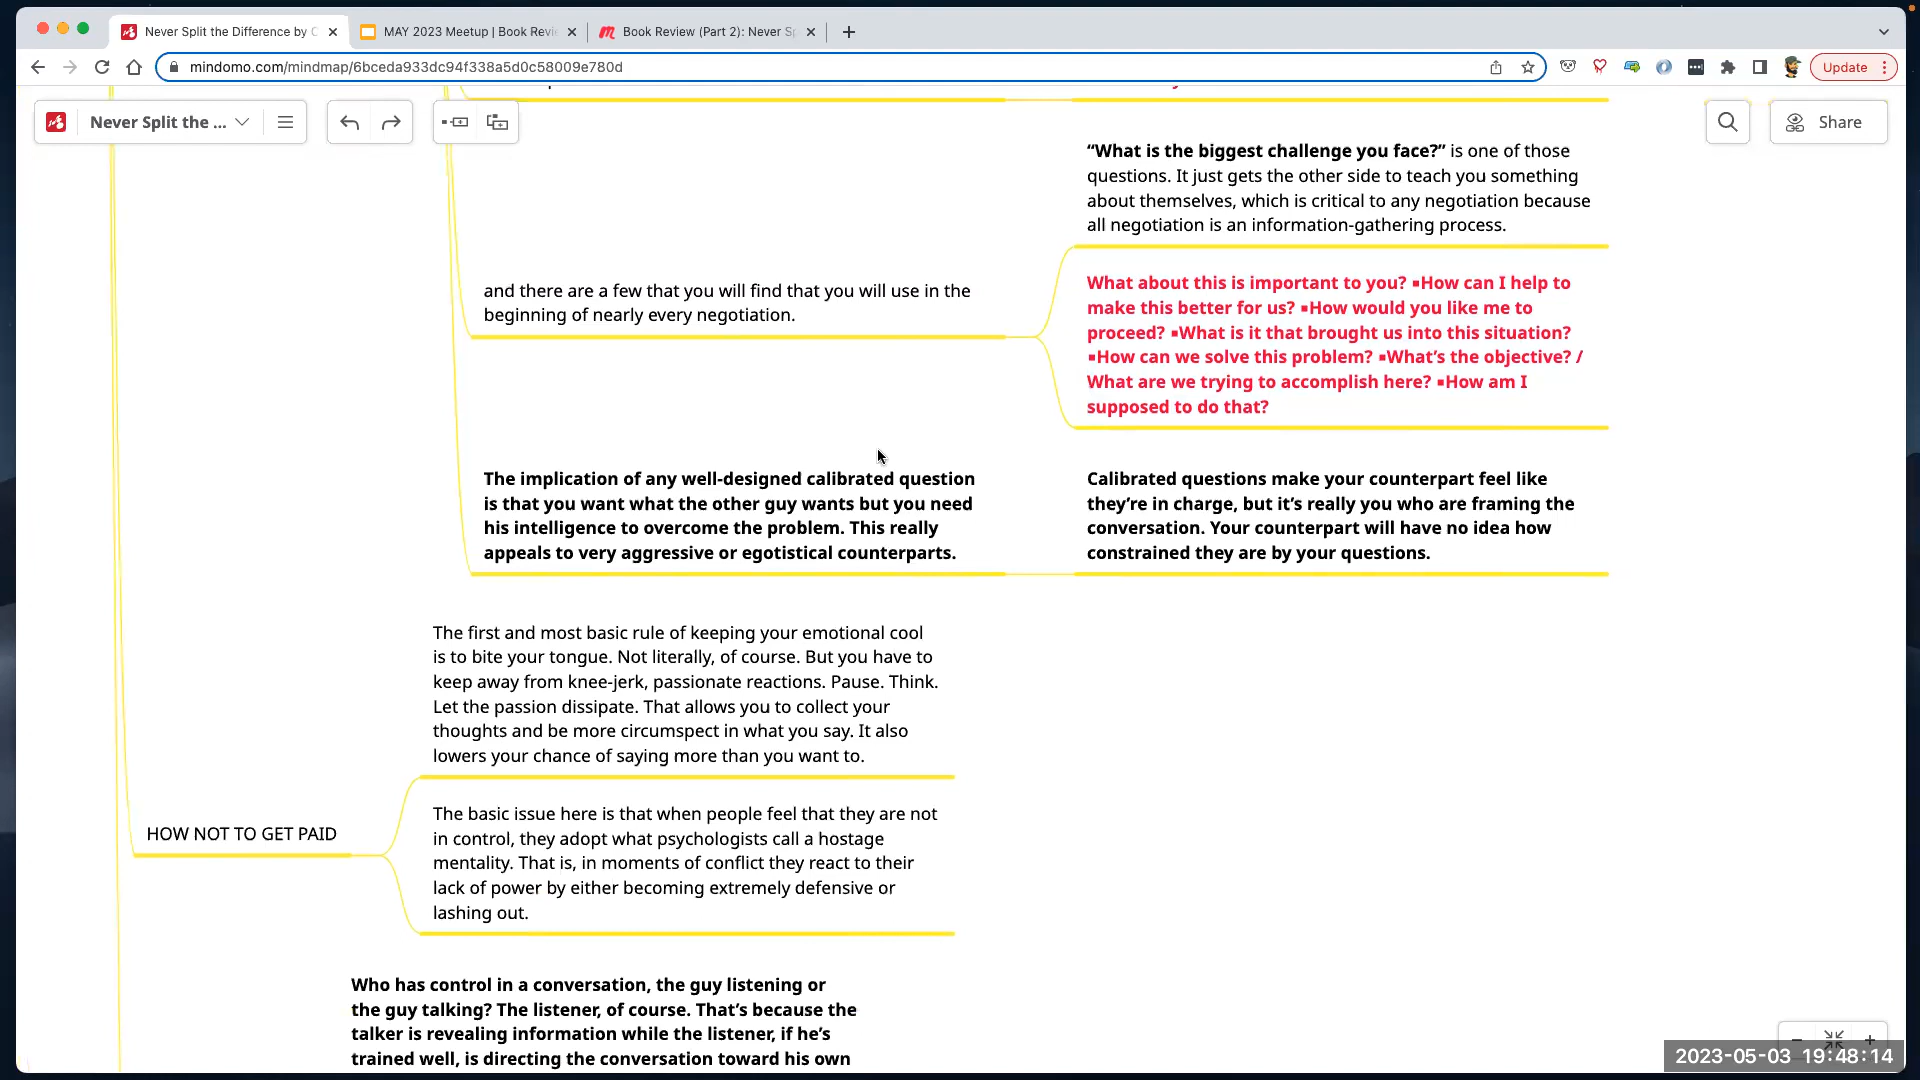 Never Split the Difference by C
MAY 2023 Meetup | Book Revie
Book Review (Part 2): Never Sp
mindomo.com/mindmap/6bceda933dc94f338a5d0c58009e780d
Update
Never Split the ...
Share
“What is the biggest challenge you face?” is one of those
questions. It just gets the other side to teach you something
about themselves, which is critical to any negotiation because
all negotiation is an information-gathering process.
and there are a few that you will find that you will use in the
beginning of nearly every negotiation.
What about this is important to you? ▪How can I help to
make this better for us? ▪How would you like me to
proceed? ▪What is it that brought us into this situation?
▪How can we solve this problem? ▪What’s the objective? /
What are we trying to accomplish here? ▪How am I
supposed to do that?
The implication of any well-designed calibrated question
is that you want what the other guy wants but you need
his intelligence to overcome the problem. This really
appeals to very aggressive or egotistical counterparts.
Calibrated questions make your counterpart feel like
they’re in charge, but it’s really you who are framing the
conversation. Your counterpart will have no idea how
constrained they are by your questions.
The first and most basic rule of keeping your emotional cool
is to bite your tongue. Not literally, of course. But you have to
keep away from knee-jerk, passionate reactions. Pause. Think.
Let the passion dissipate. That allows you to collect your
thoughts and be more circumspect in what you say. It also
lowers your chance of saying more than you want to.
HOW NOT TO GET PAID
The basic issue here is that when people feel that they are not
in control, they adopt what psychologists call a hostage
mentality. That is, in moments of conflict they react to their
lack of power by either becoming extremely defensive or
lashing out.
Who has control in a conversation, the guy listening or
the guy talking? The listener, of course. That’s because the
talker is revealing information while the listener, if he’s
trained well, is directing the conversation toward his own
2023-05-03 19:48:14